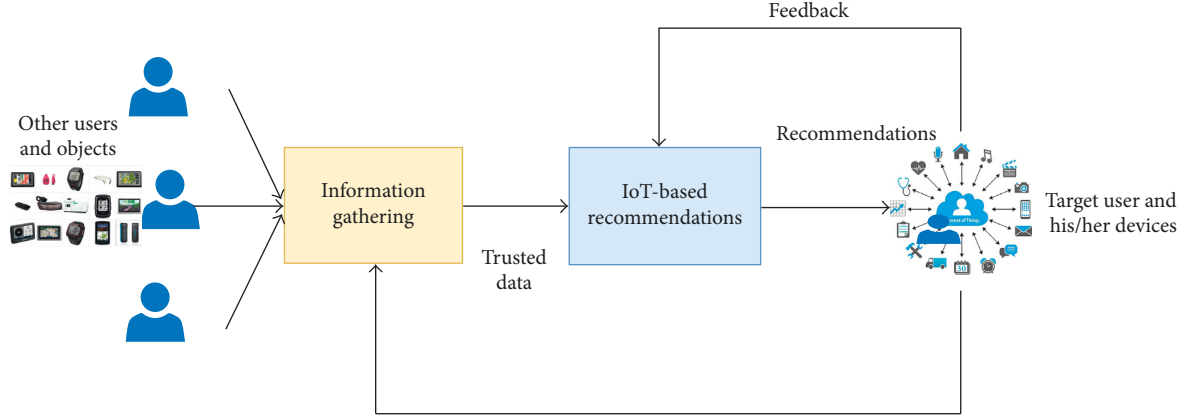 Feedback
Other users
and objects
Information
gathering
Trusted
data
IoT-based
recommendations
Recommendations
30
Target user and
his/her devices